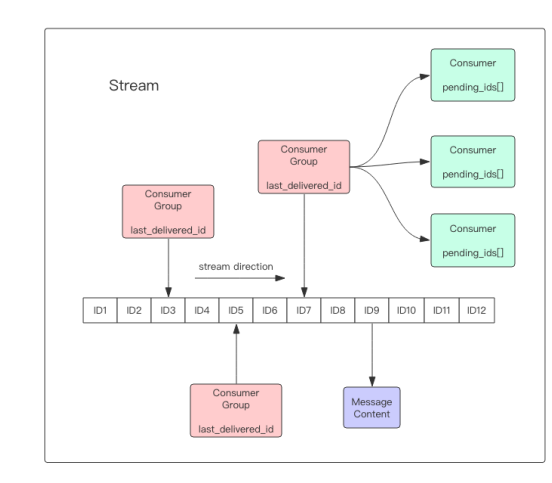 Stream
Consumer
pending_ids[]
Consumer
pending_ids[]
Consumer
pending_ids[]
Consumer
Group
last_delivered_id
Consumer
Group
last_delivered_id
stream direction
ID1 ID2 ID3 ID4 ID5 ID6 ID7 ID8 ID9 ID10 ID11 ID12
Consumer
Group
last_delivered_id
Message
Content